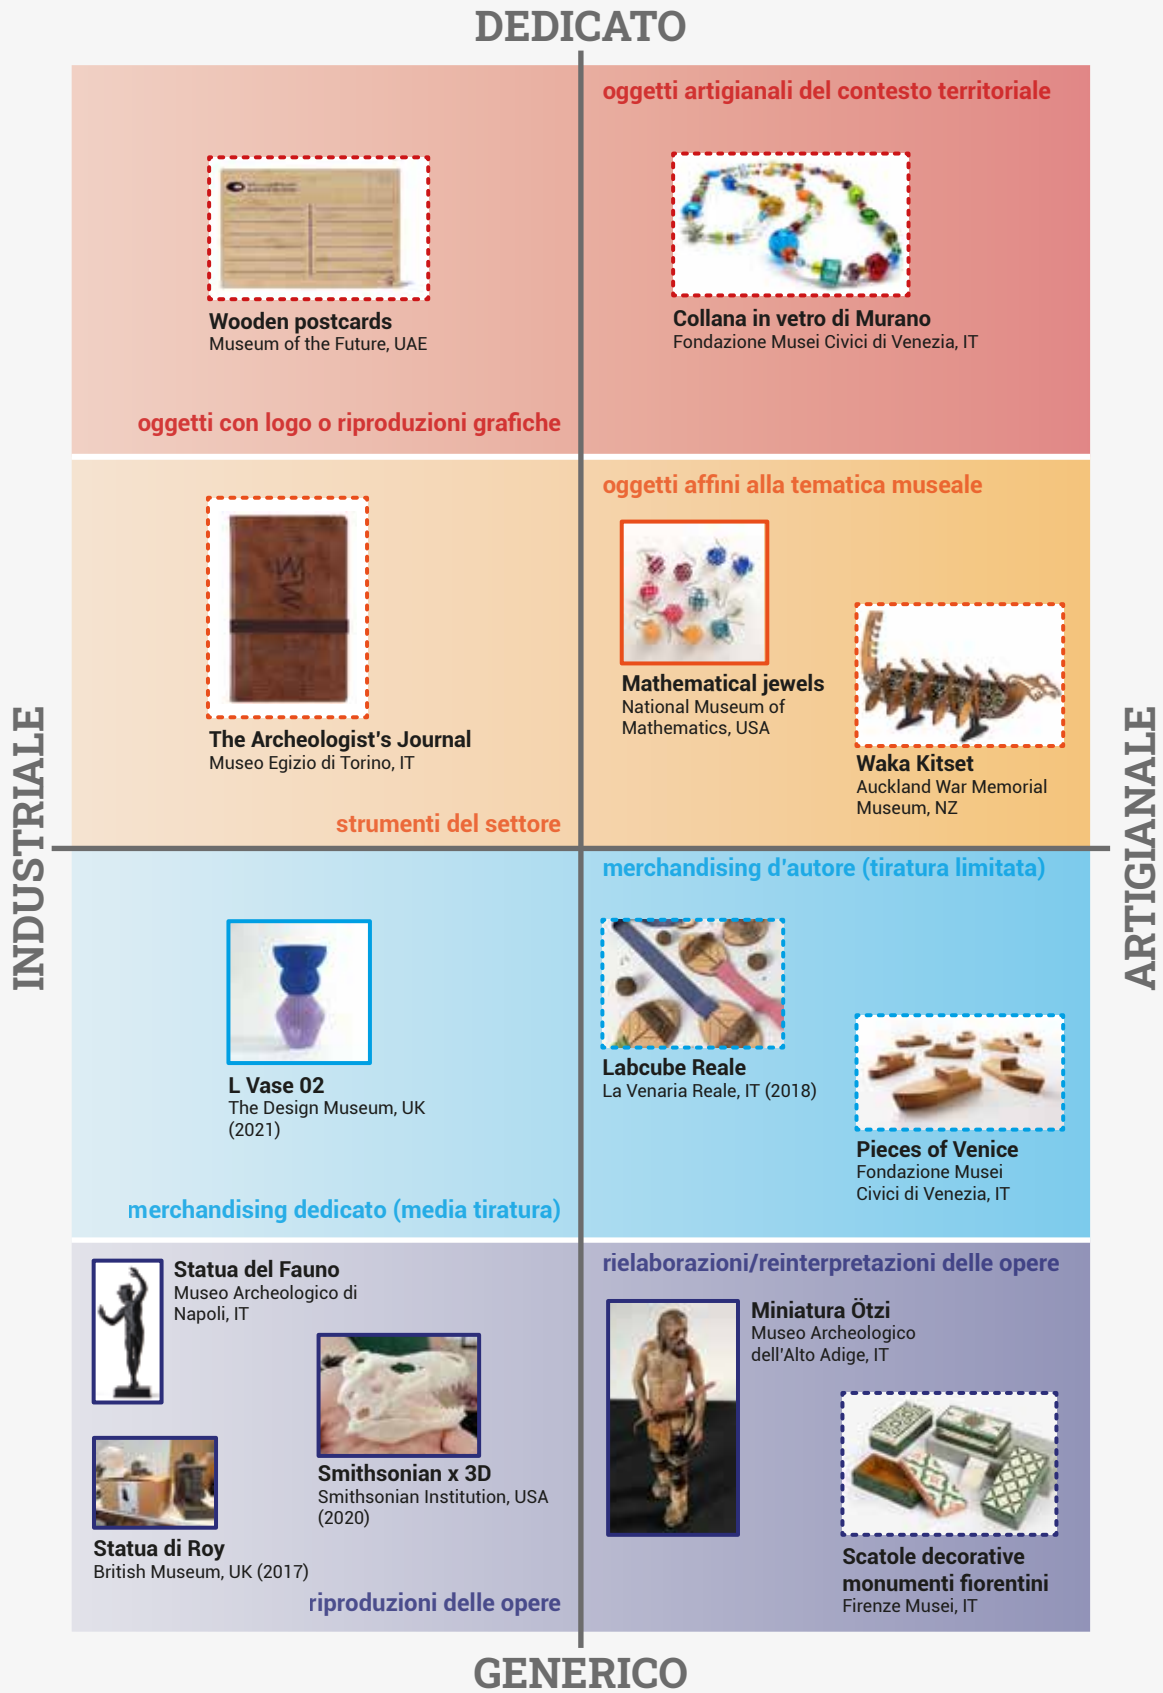 DEDICATO
oggetti artigianali del contesto territoriale
Wooden postcards
Museum of the Future, UAE
Collana in vetro di Murano
Fondazione Musei Civici di Venezia, IT
oggetti con logo o riproduzioni grafiche
oggetti affini alla tematica museale
The Archeologist's Journal
Museo Egizio di Torino, IT
Mathematical jewels
National Museum of
Mathematics, USA
Waka Kitset
Auckland War Memorial
Museum, NZ
strumenti del settore
INDUSTRIALE
ARTIGIANALE
merchandising d'autore (tiratura limitata)
L Vase 02
The Design Museum, UK
(2021)
Labcube Reale
La Venaria Reale, IT (2018)
Pieces of Venice
Fondazione Musei
Civici di Venezia, IT
merchandising dedicato (media tiratura)
rielaborazioni/reinterpretazioni delle opere
Statua del Fauno
Museo Archeologico di
Napoli, IT
Smithsonian x 3D
Smithsonian Institution, USA
(2020)
Statua di Roy
British Museum, UK (2017)
Miniatura Ötzi
Museo Archeologico
dell'Alto Adige, IT
Scatole decorative
monumenti fiorentini
Firenze Musei, IT
riproduzioni delle opere
GENERICO